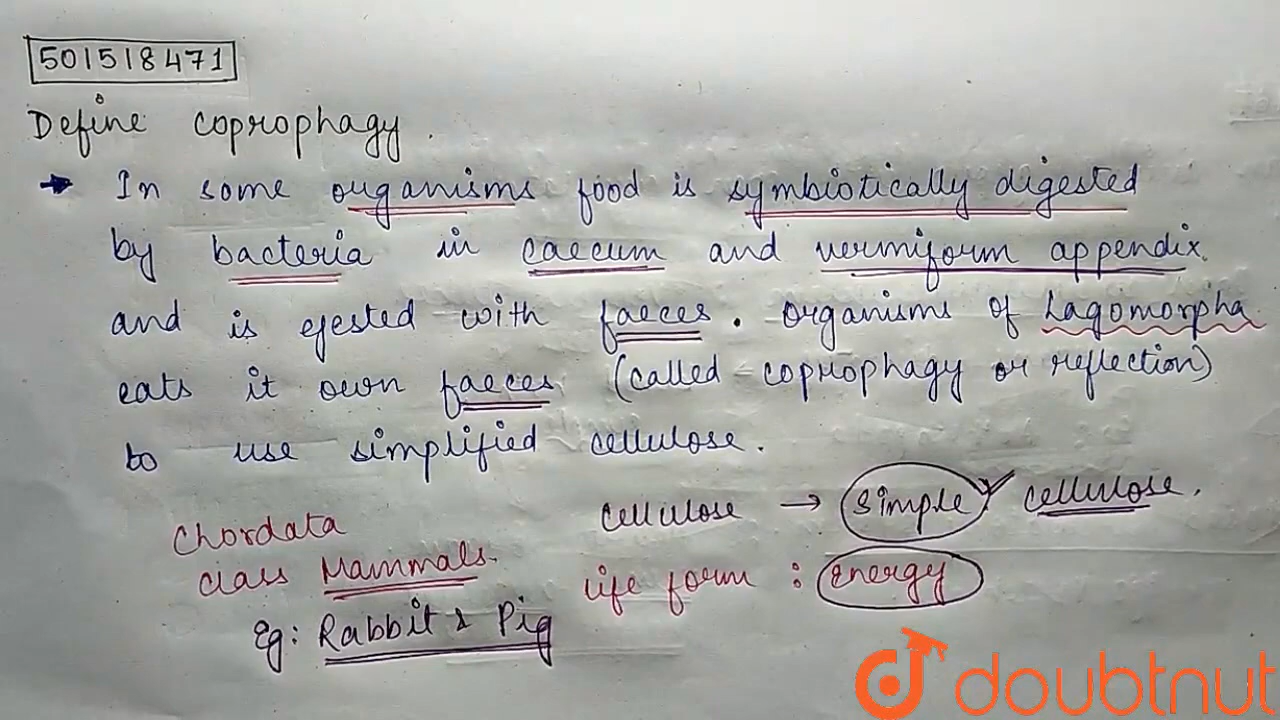 501518471
Define coprophagy.
→ In some organisms food is symbiotically digested
by bacteria in caecum and vermiform appendix.
and is ejested with faeces. organisms of Lagomorpha
eats it own faeces (called coprophagy or reflection)
to use simplified cellulose.
cellulose → simple cellulose.
Chordata
class Mammals.
life form : energy
Eg: Rabbit & Pig
doubtnut